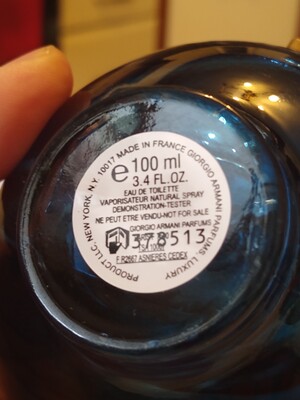 PRODUCT LLC, NEW YORK, N.Y. 10017 MADE IN FRANCE GIORGIO ARMANI PARFUMS. LUXURY
e 100 ml
3.4 FL.OZ.
EAU DE TOILETTE
VAPORISATEUR NATURAL SPRAY
DEMONSTRATION-TESTER
NE PEUT ETRE VENDU-NOT FOR SALE
GIORGIO ARMANI PARFUMS
378513
F.R2667 ASNIERES CEDEX